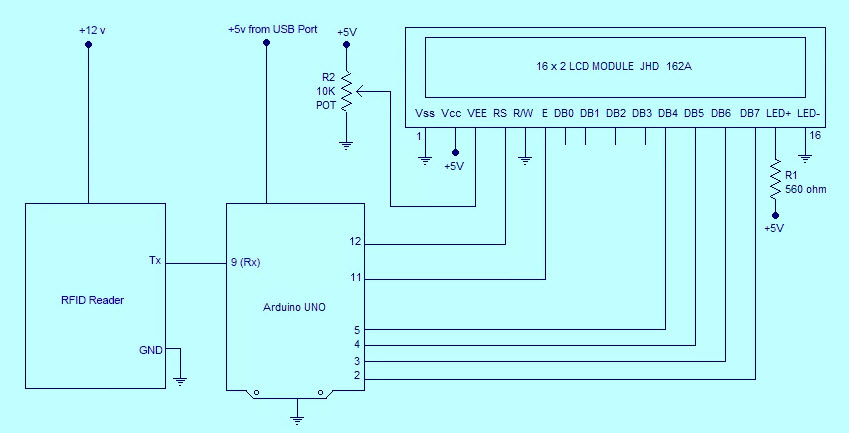 +12 v
+5v from USB Port
+5V
R2
10K
POT
16 x 2 LCD MODULE JHD 162A
Vss Vcc VEE RS R/W E DB0 DB1 DB2 DB3 DB4 DB5 DB6 DB7 LED+ LED-
1
16
+5V
R1
560 ohm
+5V
Tx
9 (Rx)
12
11
RFID Reader
Arduino UNO
GND
5
4
3
2